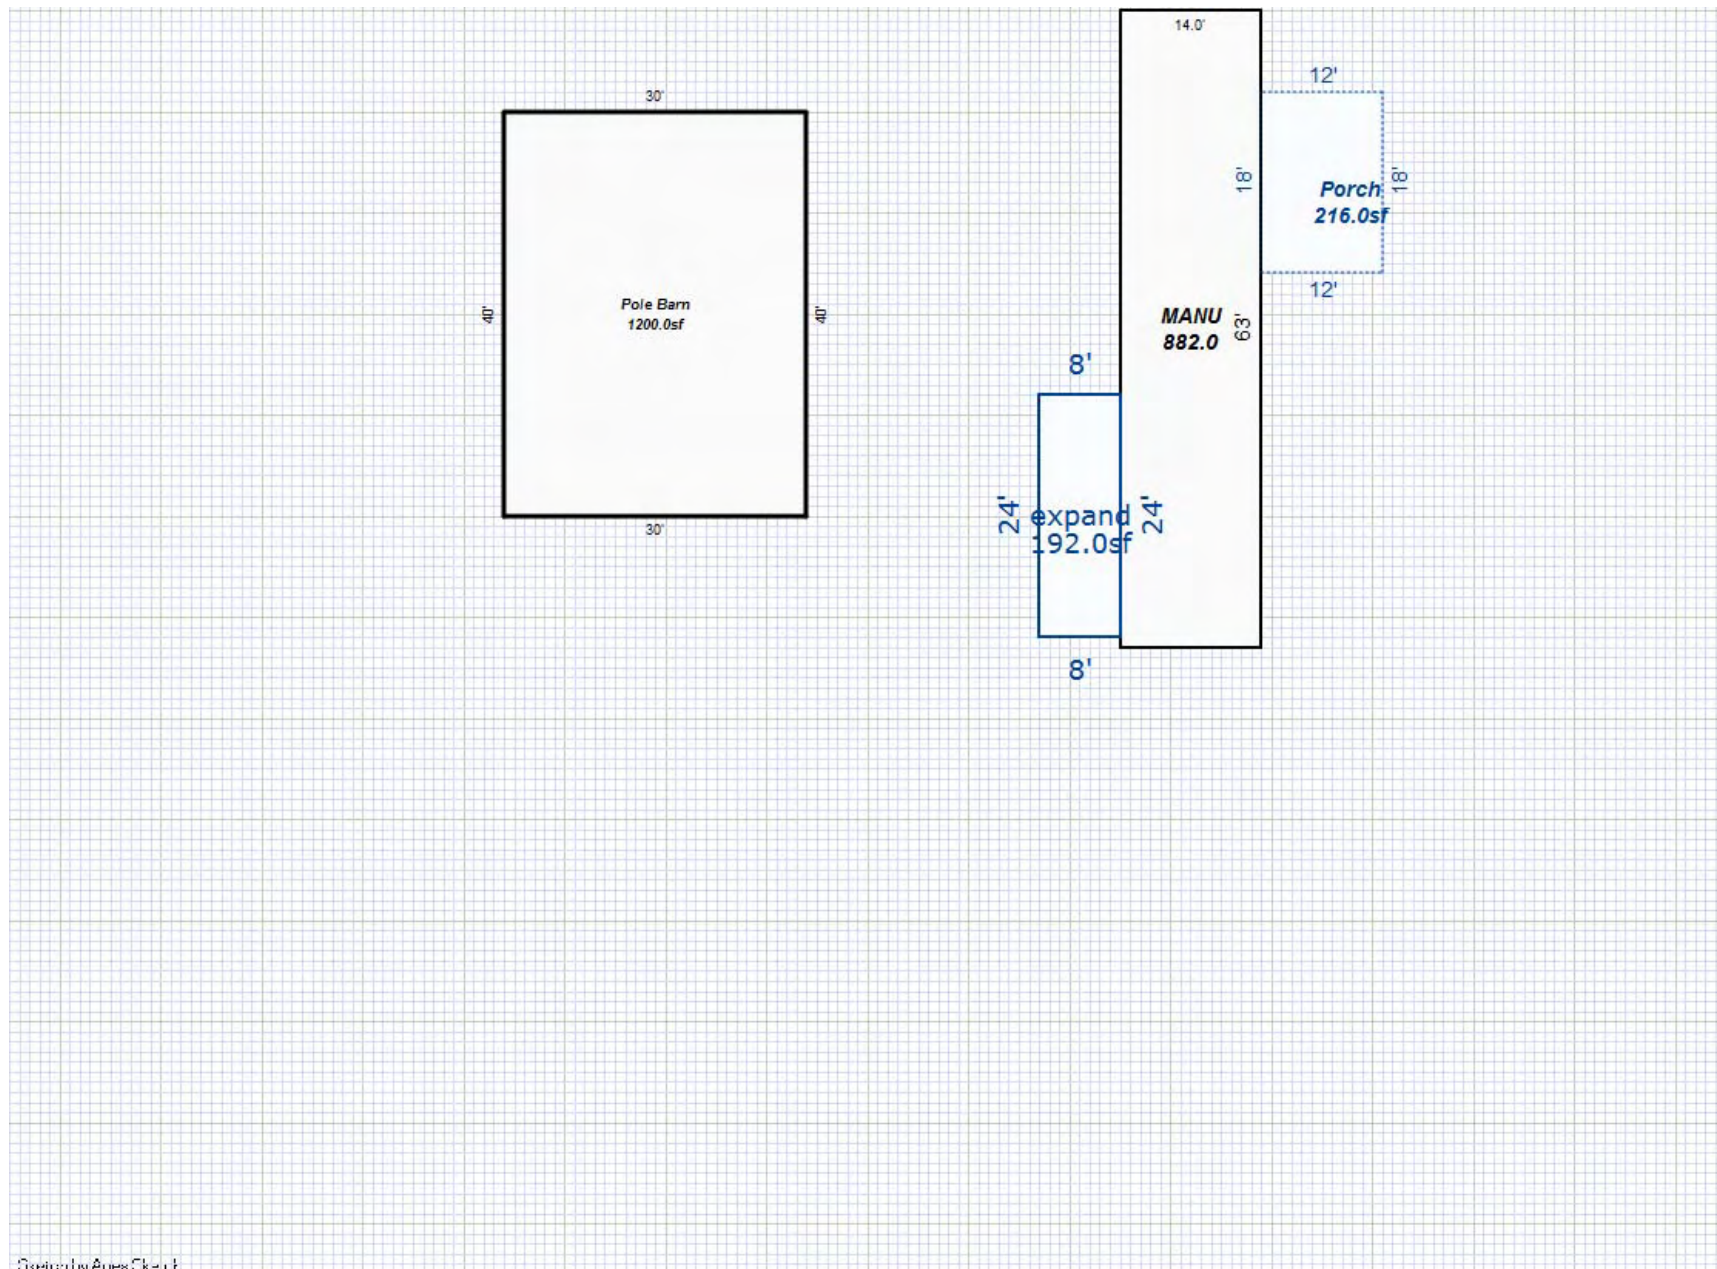 14.0'
12'
30'
18'
18'
Porch
216.0sf
12'
40'
Pole Barn
1200.0sf
40'
MANU
882.0
63'
8'
24'
expand
192.0sf
24'
30'
8'